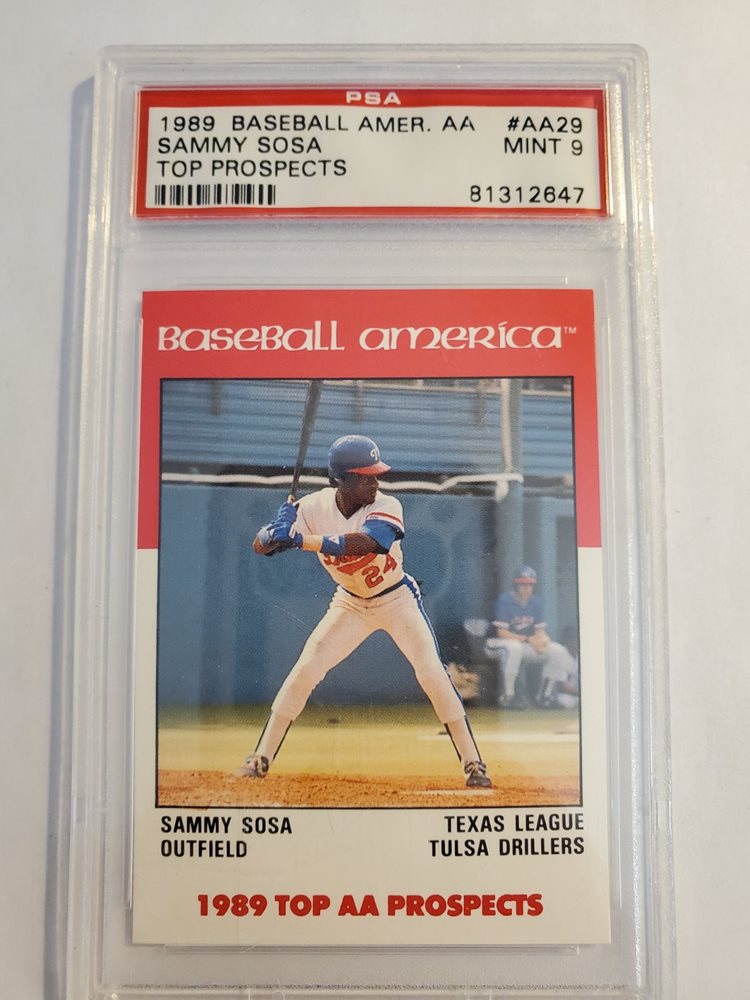 PSA
1989 BASEBALL AMER. AA #AA29
SAMMY SOSA MINT 9
TOP PROSPECTS
81312647
BaseBall america™
24
SAMMY SOSA TEXAS LEAGUE
OUTFIELD TULSA DRILLERS
1989 TOP AA PROSPECTS